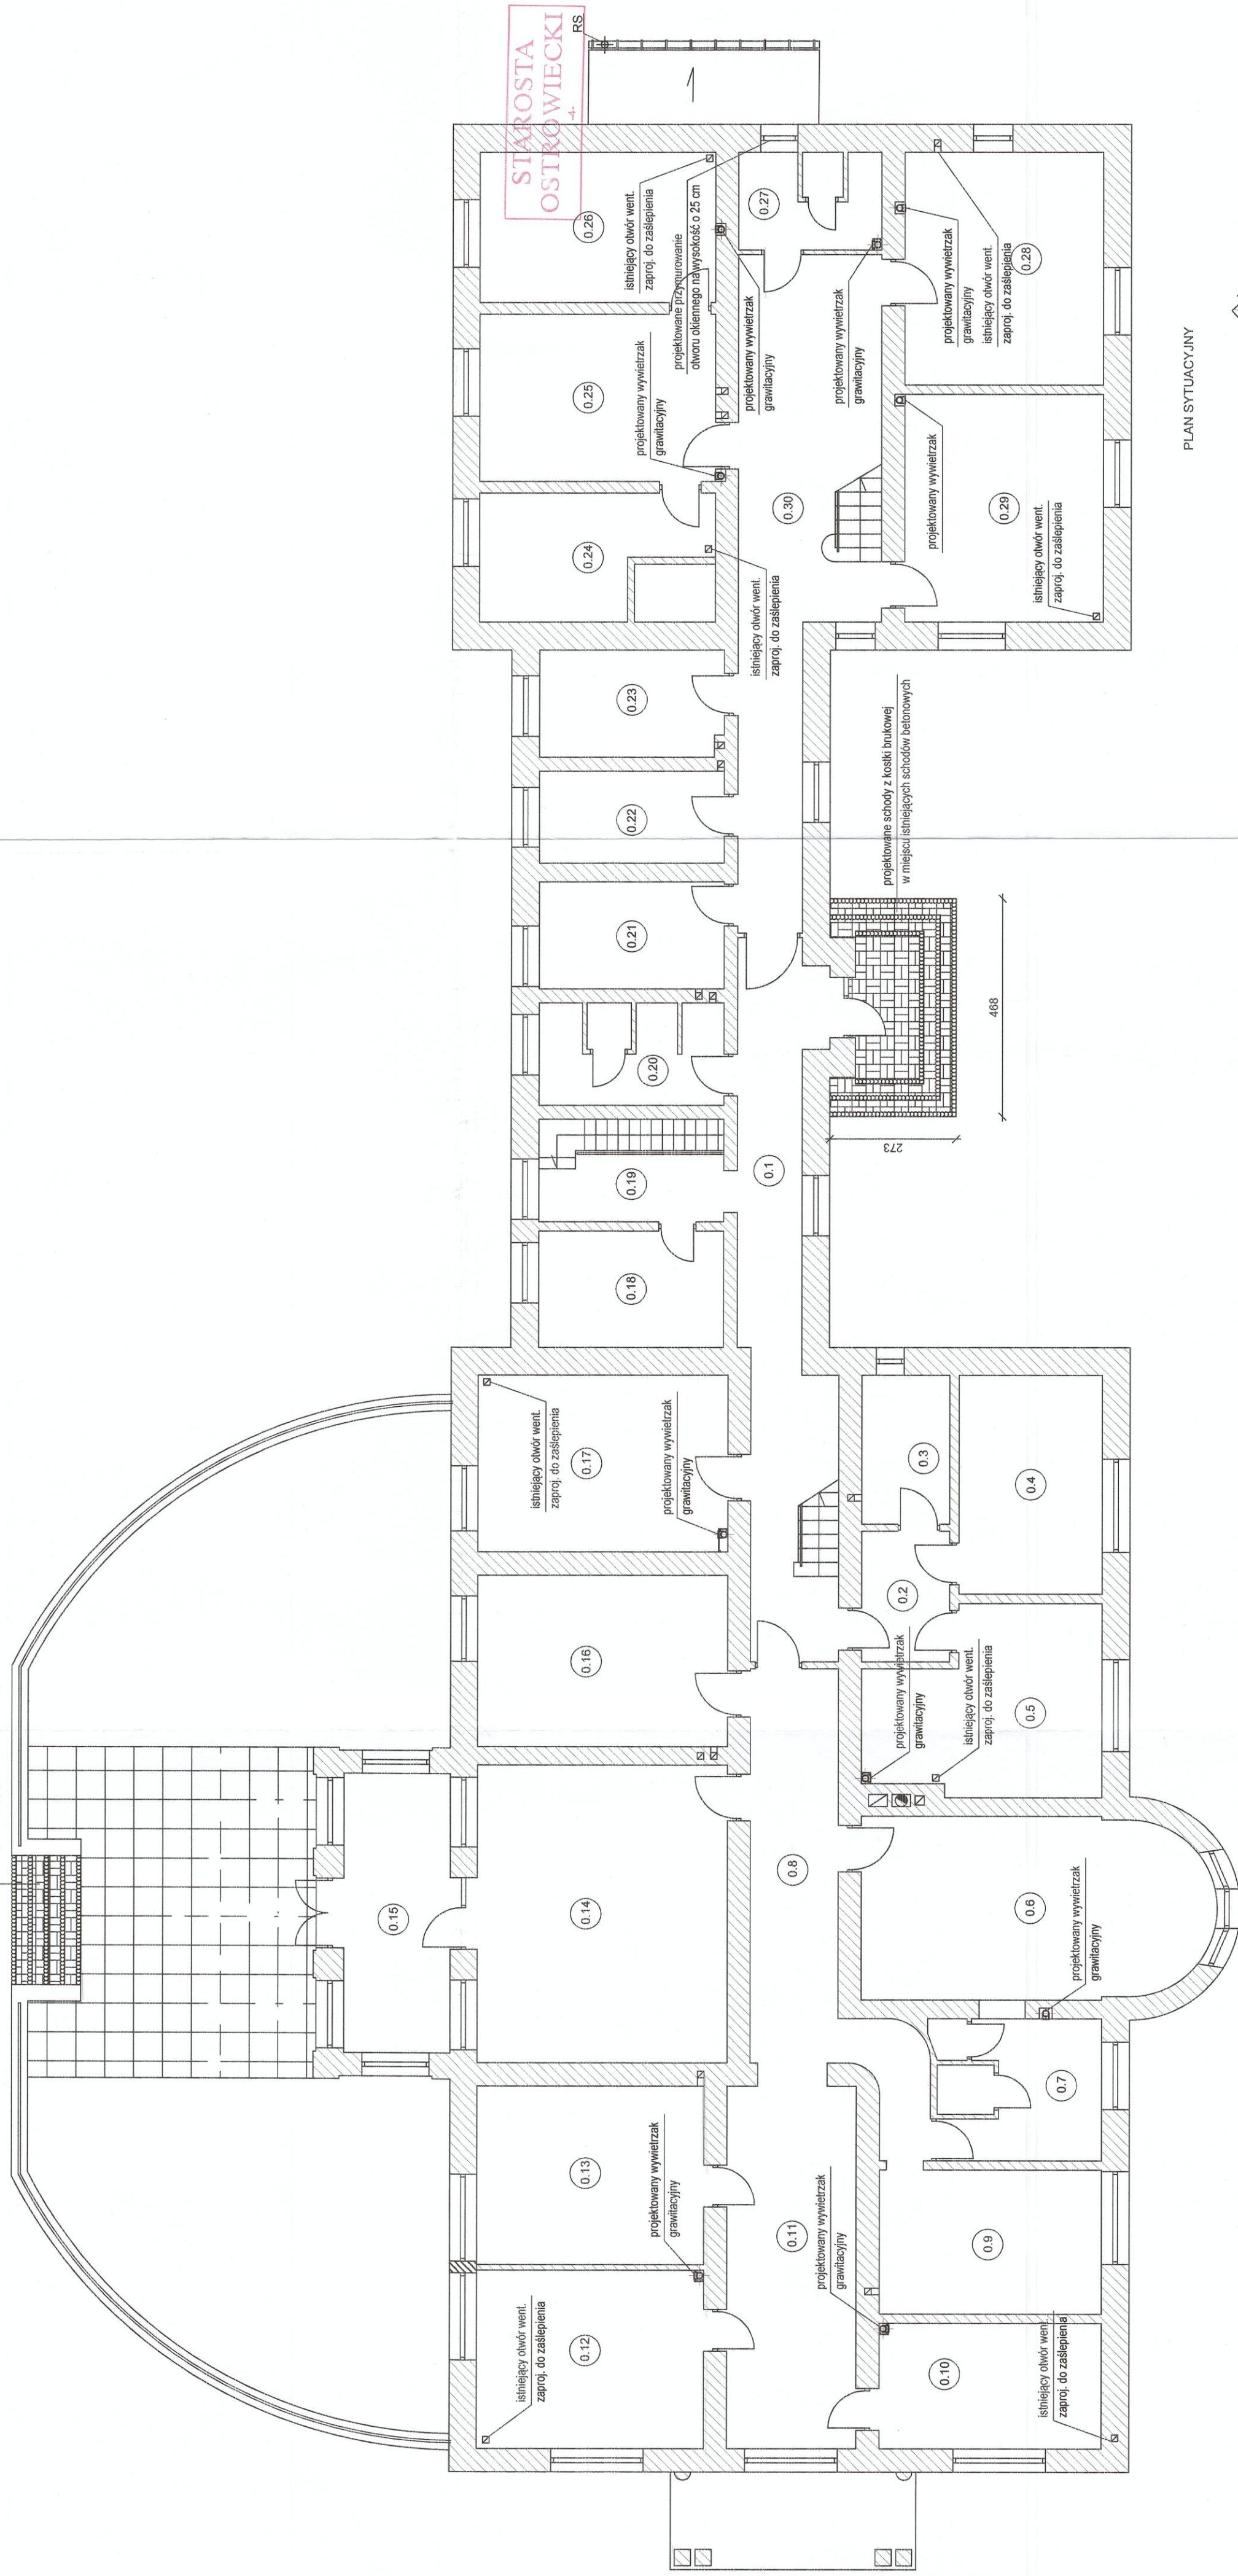 STAROSTA
OSTROWIECKI
-4-
RS
0.26
istniejący otwór went.
zaproj. do zaślepienia
projektowane przymurowanie
otworu okiennego na wysokość o 25 cm
0.27
0.25
projektowany wywietrzak
grawitacyjny
projektowany wywietrzak
grawitacyjny
projektowany wywietrzak
grawitacyjny
projektowany wywietrzak
grawitacyjny
istniejący otwór went.
zaproj. do zaślepienia
0.28
0.24
0.30
projektowany wywietrzak
0.29
istniejący otwór went.
zaproj. do zaślepienia
istniejący otwór went.
zaproj. do zaślepienia
PLAN SYTUACYJNY
0.23
0.22
0.21
0.20
0.19
0.18
0.1
projektowane schody z kostki brukowej
w miejscu istniejących schodów betonowych
468
273
0.17
istniejący otwór went.
zaproj. do zaślepienia
projektowany wywietrzak
grawitacyjny
0.3
0.4
0.2
0.16
projektowany wywietrzak
grawitacyjny
istniejący otwór went.
zaproj. do zaślepienia
0.5
0.15
0.14
0.8
0.6
projektowany wywietrzak
grawitacyjny
0.7
0.13
projektowany wywietrzak
grawitacyjny
0.11
projektowany wywietrzak
grawitacyjny
0.9
0.12
istniejący otwór went.
zaproj. do zaślepienia
0.10
istniejący otwór went.
zaproj. do zaślepienia